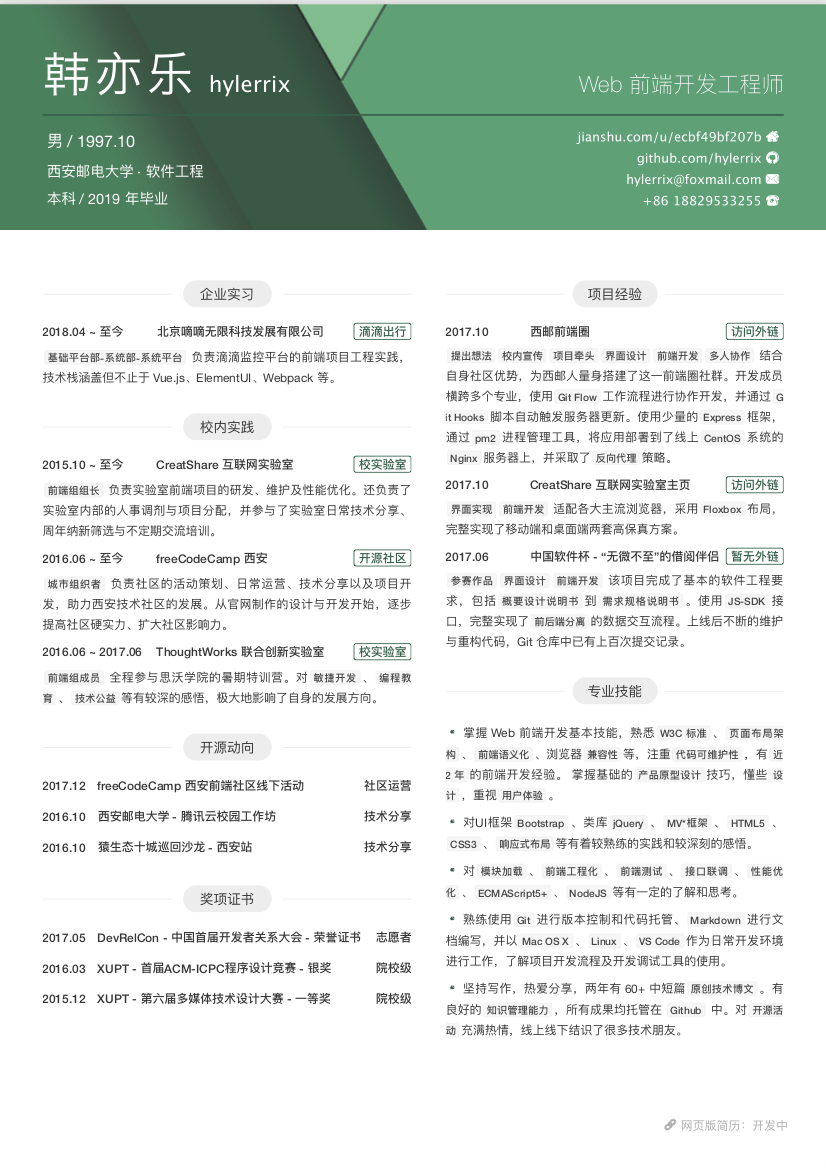 韩亦乐 hylerrix
Web 前端开发工程师
男 / 1997.10
西安邮电大学 · 软件工程
本科 / 2019 年毕业
jianshu.com/u/ecbf49bf207b
github.com/hylerrix
hylerrix@foxmail.com
+86 18829533255
企业实习
2018.04 ~ 至今 北京嘀嘀无限科技发展有限公司 滴滴出行
基础平台部-系统部-系统平台 负责滴滴监控平台的前端项目工程实践，
技术栈涵盖但不止于 Vue.js、ElementUI、Webpack 等。
校内实践
2015.10 ~ 至今 CreatShare 互联网实验室 校实验室
前端组组长 负责实验室前端项目的研发、维护及性能优化。还负责了
实验室内部的人事调剂与项目分配，并参与了实验室日常技术分享、
周年纳新筛选与不定期交流培训。
2016.06 ~ 至今 freeCodeCamp 西安 开源社区
城市组织者 负责社区的活动策划、日常运营、技术分享以及项目开
发，助力西安技术社区的发展。从官网制作的设计与开发开始，逐步
提高社区硬实力、扩大社区影响力。
2016.06 ~ 2017.06 ThoughtWorks 联合创新实验室 校实验室
前端组成员 全程参与思沃学院的暑期特训营。对 敏捷开发 、 编程教
育 、 技术公益 等有较深的感悟，极大地影响了自身的发展方向。
开源动向
2017.12 freeCodeCamp 西安前端社区线下活动 社区运营
2016.10 西安邮电大学 - 腾讯云校园工作坊 技术分享
2016.10 猿生态十城巡回沙龙 - 西安站 技术分享
奖项证书
2017.05 DevRelCon - 中国首届开发者关系大会 - 荣誉证书 志愿者
2016.03 XUPT - 首届ACM-ICPC程序设计竞赛 - 银奖 院校级
2015.12 XUPT - 第六届多媒体技术设计大赛 - 一等奖 院校级
项目经验
2017.10 西邮前端圈 访问外链
提出想法 校内宣传 项目牵头 界面设计 前端开发 多人协作 结合
自身社区优势，为西邮人量身搭建了这一前端圈社群。开发成员
横跨多个专业，使用 Git Flow 工作流程进行协作开发，并通过 G
it Hooks 脚本自动触发服务器更新。使用少量的 Express 框架，
通过 pm2 进程管理工具，将应用部署到了线上 CentOS 系统的
Nginx 服务器上，并采取了 反向代理 策略。
2017.10 CreatShare 互联网实验室主页 访问外链
界面实现 前端开发 适配各大主流浏览器，采用 Floxbox 布局，
完整实现了移动端和桌面端两套高保真方案。
2017.06 中国软件杯 - “无微不至”的借阅伴侣 暂无外链
参赛作品 界面设计 前端开发 该项目完成了基本的软件工程要
求，包括 概要设计说明书 到 需求规格说明书 。使用 JS-SDK 接
口，完整实现了 前后端分离 的数据交互流程。上线后不断的维护
与重构代码，Git 仓库中已有上百次提交记录。
专业技能
掌握 Web 前端开发基本技能，熟悉 W3C 标准 、 页面布局架
构 、 前端语义化 、浏览器 兼容性 等，注重 代码可维护性 ，有 近
2 年 的前端开发经验。 掌握基础的 产品原型设计 技巧，懂些 设
计 ，重视 用户体验 。
对UI框架 Bootstrap 、类库 jQuery 、 MV*框架 、 HTML5 、
CSS3 、 响应式布局 等有着较熟练的实践和较深刻的感悟。
对 模块加载 、 前端工程化 、 前端测试 、 接口联调 、 性能优
化 、 ECMAScript5+ 、 NodeJS 等有一定的了解和思考。
熟练使用 Git 进行版本控制和代码托管、 Markdown 进行文
档编写，并以 Mac OS X 、 Linux 、 VS Code 作为日常开发环境
进行工作，了解项目开发流程及开发调试工具的使用。
坚持写作，热爱分享，两年有 60+ 中短篇 原创技术博文 。有
良好的 知识管理能力 ，所有成果均托管在 Github 中。对 开源活
动 充满热情，线上线下结识了很多技术朋友。
网页版简历：开发中